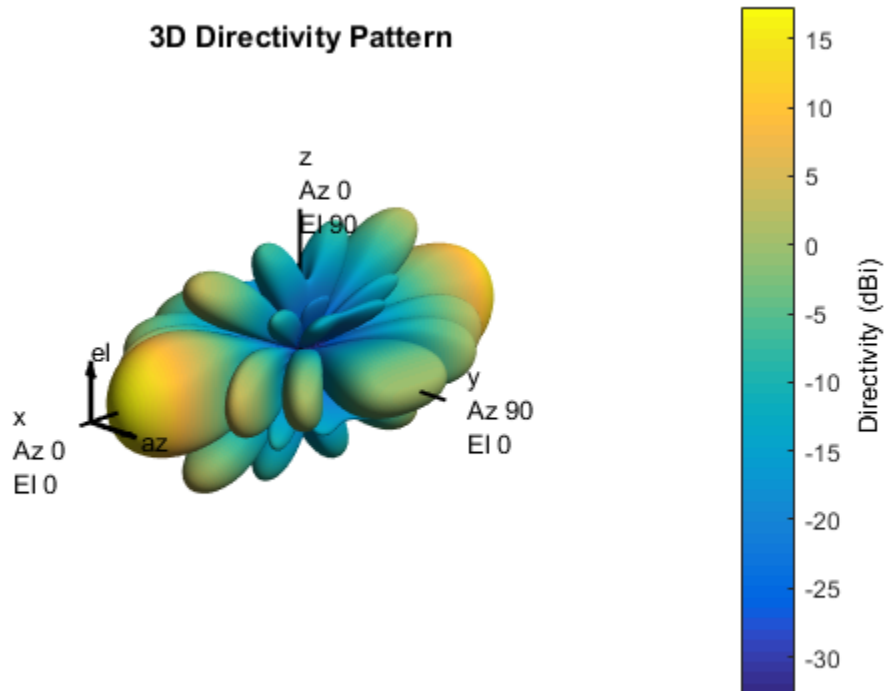 3D Directivity Pattern
z
Az 0
El 90
el
x
Az 0
El 0
az
y
Az 90
El 0
15
10
5
0
-5
-10
-15
-20
-25
-30
Directivity (dBi)